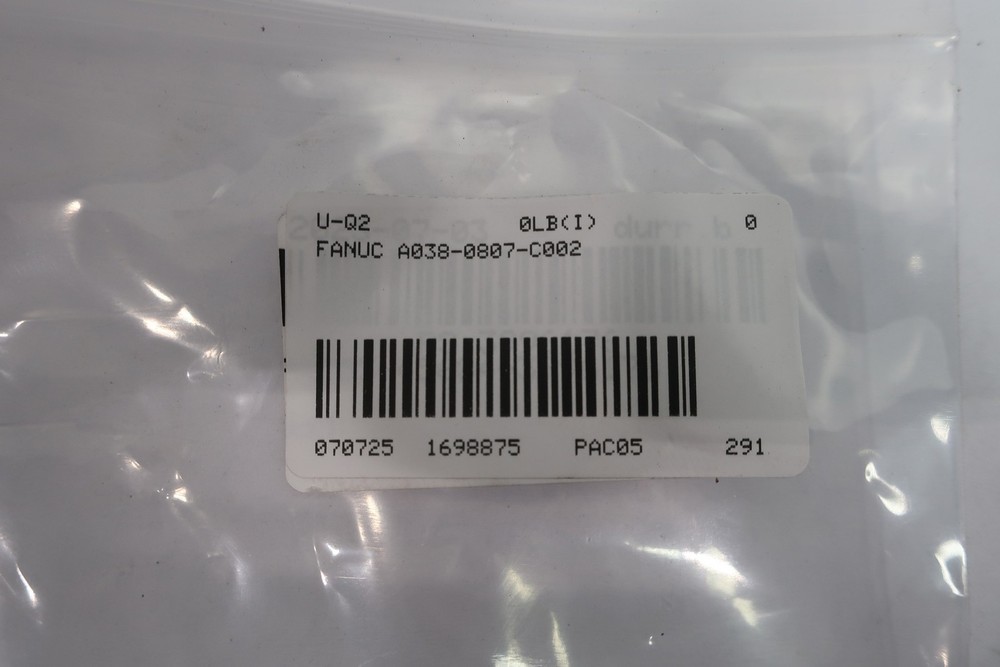 U-Q2 0LB(I) 0
FANUC A038-0807-C002
070725 1698875 PAC05 291